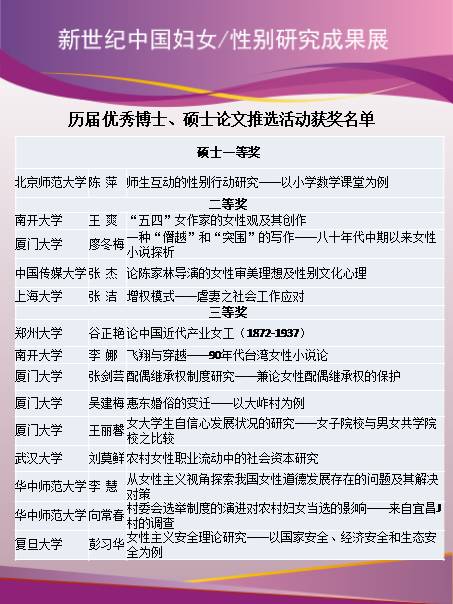 新世纪中国妇女/性别研究成果展
历届优秀博士、硕士论文推选活动获奖名单
硕士一等奖
北京师范大学 陈 萍 师生互动的性别行动研究——以小学数学课堂为例
二等奖
南开大学 王 爽 “五四”女作家的女性观及其创作
厦门大学 廖冬梅 一种“僭越”和“突围”的写作——八十年代中期以来女性
小说探析
中国传媒大学 张 杰 论陈家林导演的女性审美理想及性别文化心理
上海大学 张 洁 增权模式——虐妻之社会工作应对
三等奖
郑州大学 谷正艳 论中国近代产业女工（1872-1937）
南开大学 李 娜 飞翔与穿越——90年代台湾女性小说论
厦门大学 张剑芸 配偶继承权制度研究——兼论女性配偶继承权的保护
厦门大学 吴建梅 惠东婚俗的变迁——以大岞村为例
厦门大学 王丽馨 女大学生自信心发展状况的研究——女子院校与男女共学院
校之比较
武汉大学 刘莫鲜 农村女性职业流动中的社会资本研究
华中师范大学 李 慧 从女性主义视角探索我国女性道德发展存在的问题及其解决
对策
华中师范大学 向常春 村委会选举制度的演进对农村妇女当选的影响——来自宜昌J
村的调查
复旦大学 彭习华 女性主义安全理论研究——以国家安全、经济安全和生态安
全为例